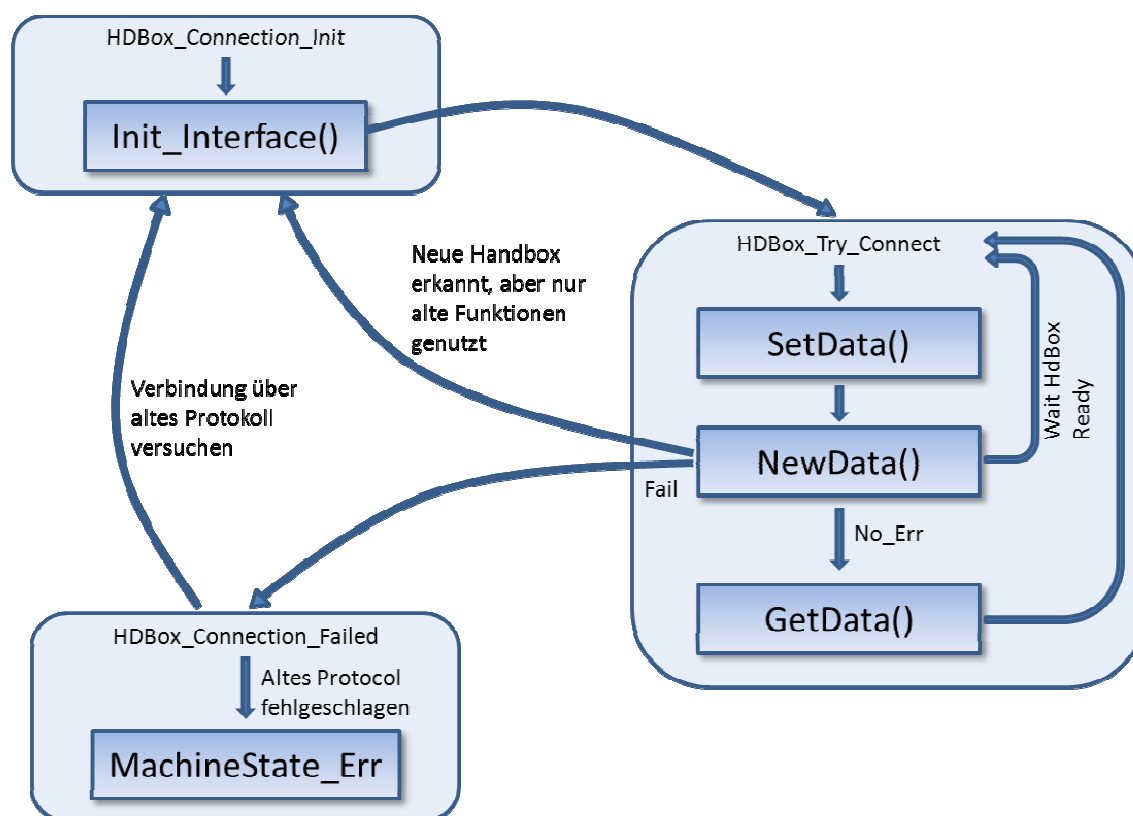 HDBox_Connection_Init
Init_Interface()
Neue Handbox
erkannt, aber nur
alte Funktionen
genutzt
HDBox_Try_Connect
SetData()
NewData()
Wait HdBox
Ready
Fail
No_Err
GetData()
Verbindung über
altes Protokoll
versuchen
HDBox_Connection_Failed
Altes Protocol
fehlgeschlagen
MachineState_Err